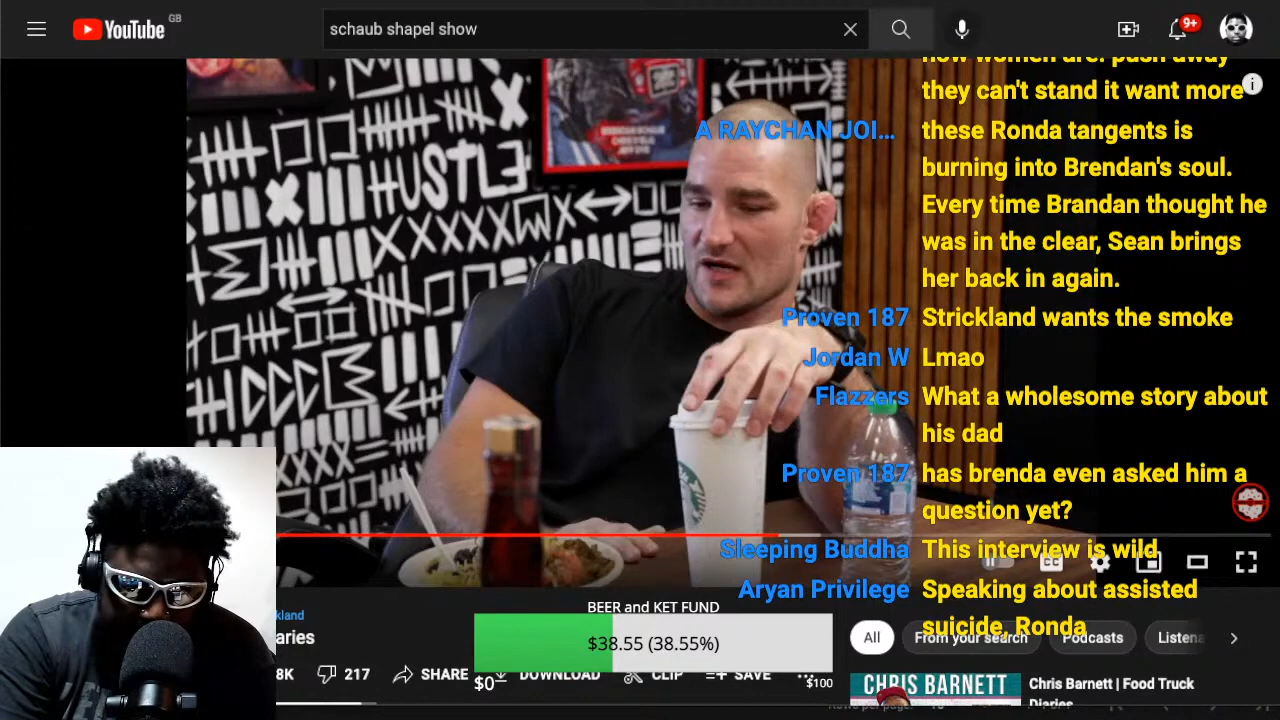 YouTube GB
schaub shapel show
9+
they can't stand it want more
A RAYCHAN JOI... these Ronda tangents is
burning into Brendan's soul.
Every time Brandan thought he
was in the clear, Sean brings
her back in again.
Proven 187 Strickland wants the smoke
Jordan W Lmao
Flazzers What a wholesome story about
his dad
Proven 187 has brenda even asked him a
question yet?
Sleeping Buddha This interview is wild
Aryan Privilege Speaking about assisted
suicide, Ronda
HUSTLE
CC
kland
aries
8K
217
SHARE
DOWNLOAD
CLIP
SAVE
BEER and KET FUND
$38.55 (38.55%)
$0
$100
All
From your search
Podcasts
Listena
CHRIS BARNETT
Chris Barnett | Food Truck
Diaries